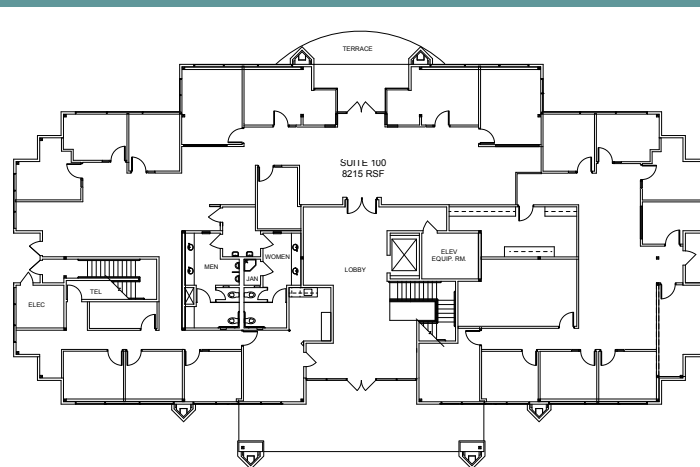 TERRACE
SUITE 100
8215 RSF
WOMEN
MEN
ELEV
EQUIP. RM.
LOBBY
JAN
TEL
ELEC